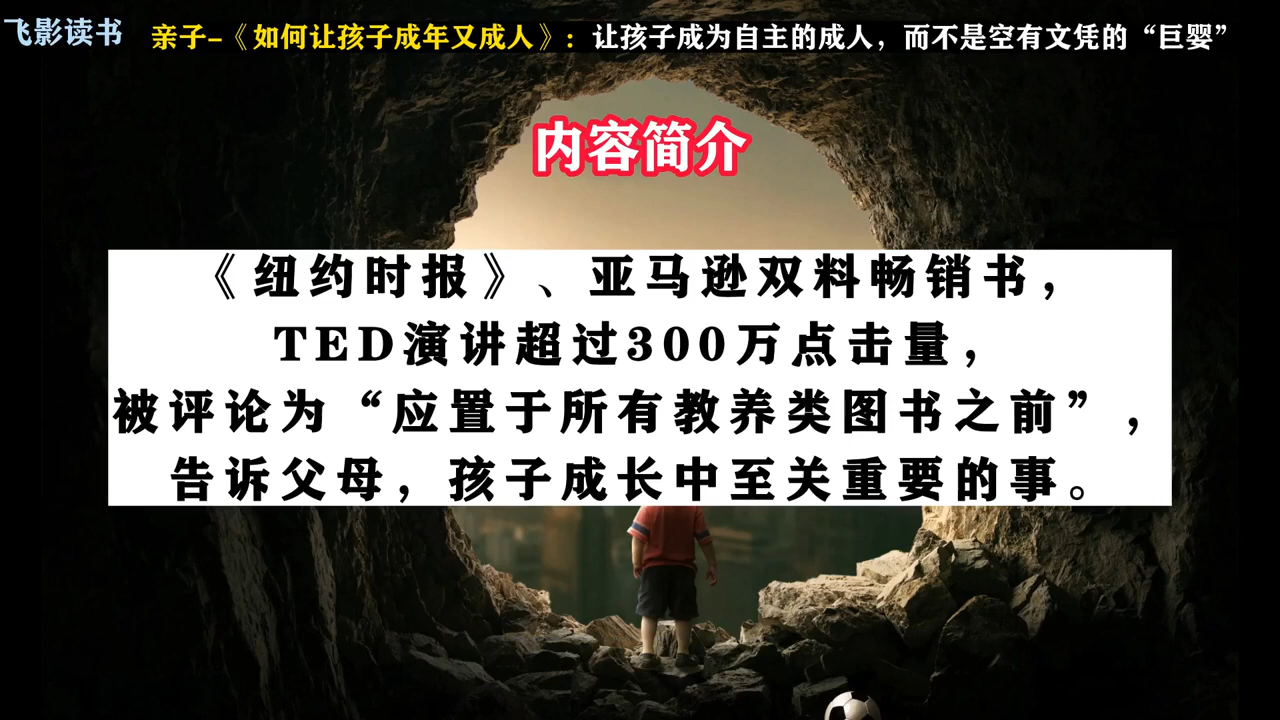 飞影读书
亲子-《如何让孩子成年又成人》：让孩子成为自主的成人，而不是空有文凭的“巨婴”
内容简介
《纽约时报》、亚马逊双料畅销书，
TED演讲超过300万点击量，
被评论为“应置于所有教养类图书之前”，
告诉父母，孩子成长中至关重要的事。